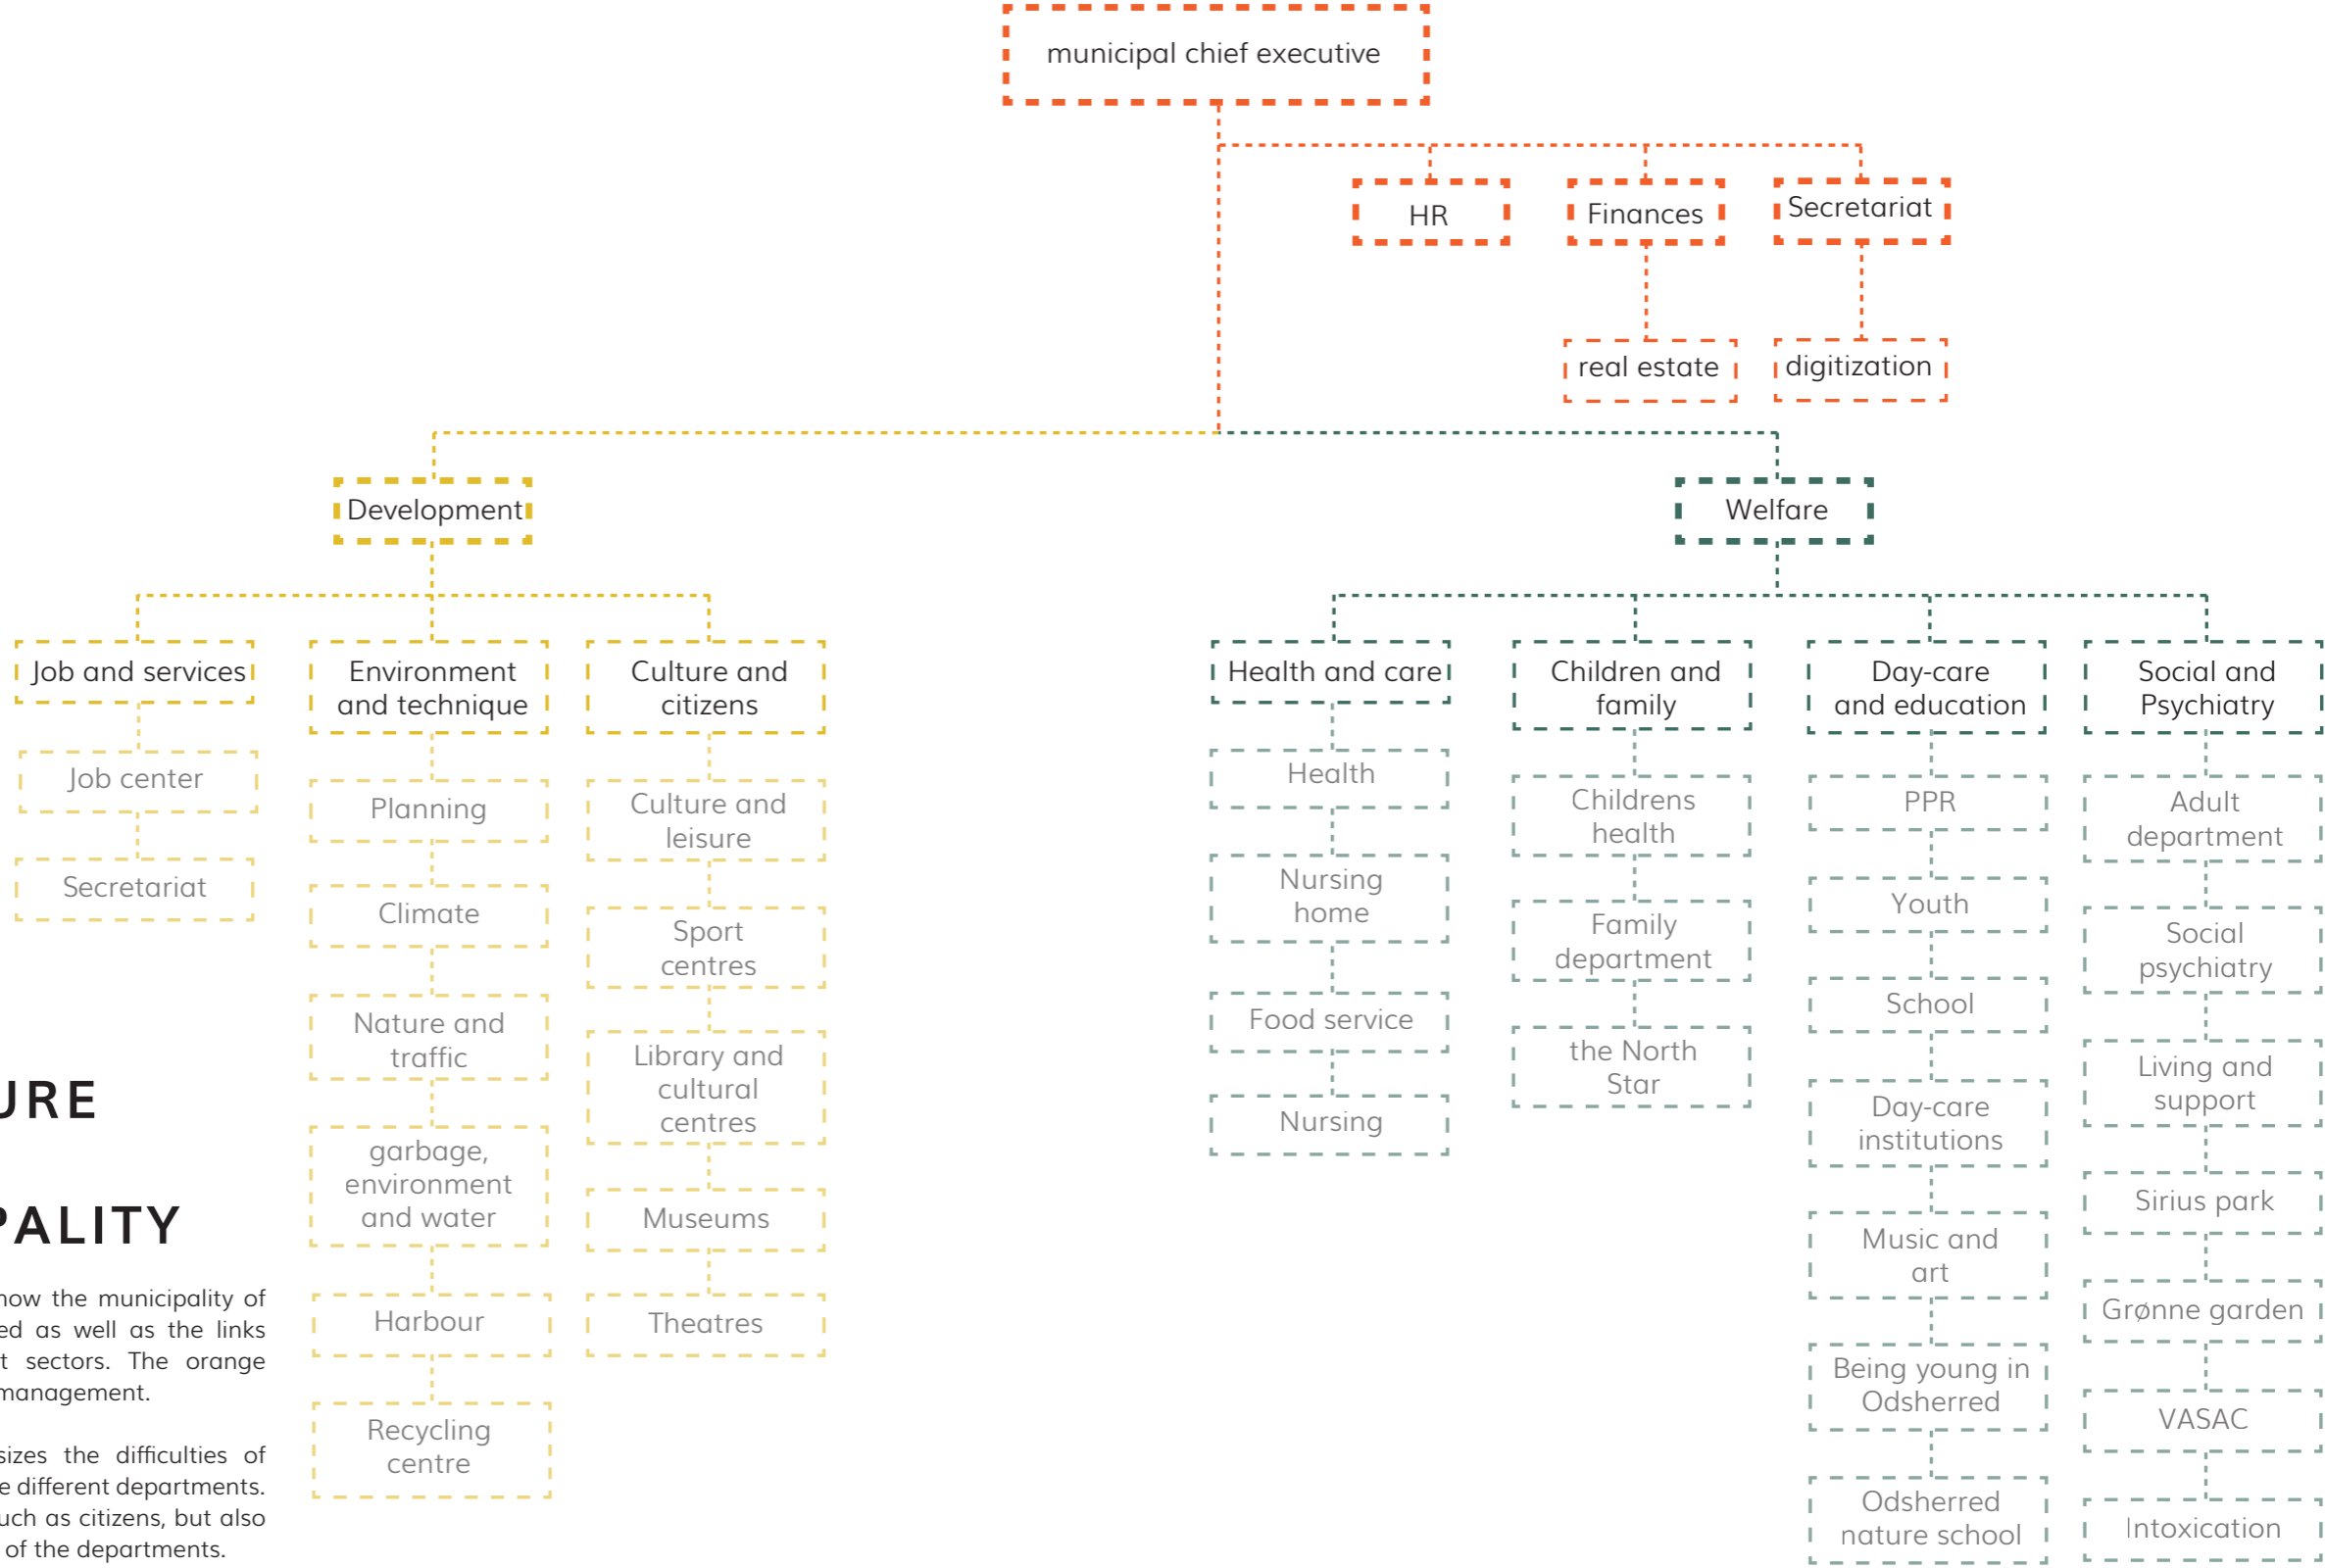 municipal chief executive
HR
Finances
Secretariat
real estate
digitization
Development
Welfare
Job and services
Job center
Secretariat
Environment
and technique
Planning
Climate
Nature and
traffic
garbage,
environment
and water
Harbour
Recycling
centre
Culture and
citizens
Culture and
leisure
Sport
centres
Library and
cultural
centres
Museums
Theatres
Health and care
Health
Nursing
home
Food service
Nursing
Children and
family
Childrens
health
Family
department
the North
Star
Day-care
and education
PPR
Youth
School
Day-care
institutions
Music and
art
Being young in
Odsherred
Odsherred
nature school
Social and
Psychiatry
Adult
department
Social
psychiatry
Living and
support
Sirius park
Grønne garden
VASAC
Intoxication
URE
PALITY
how the municipality of
ed as well as the links
t sectors. The orange
management.
sizes the difficulties of
e different departments.
uch as citizens, but also
of the departments.